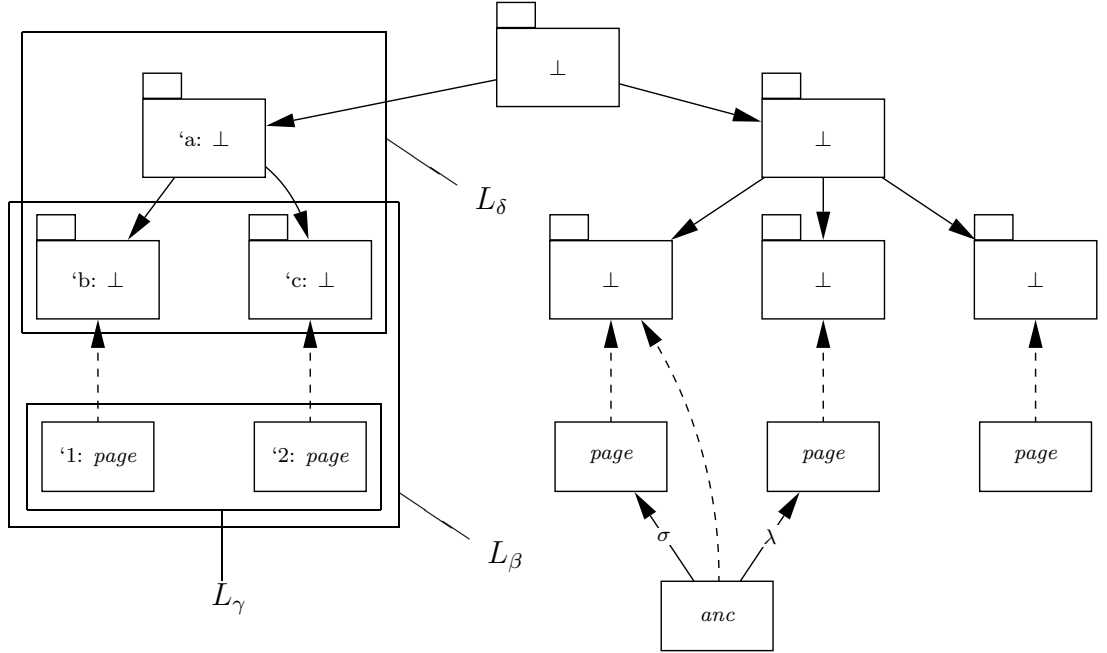 ⊥
‘a: ⊥
⊥
L_δ
‘b: ⊥
‘c: ⊥
⊥
⊥
⊥
‘1: page
‘2: page
page
page
page
σ
λ
L_β
L_γ
anc